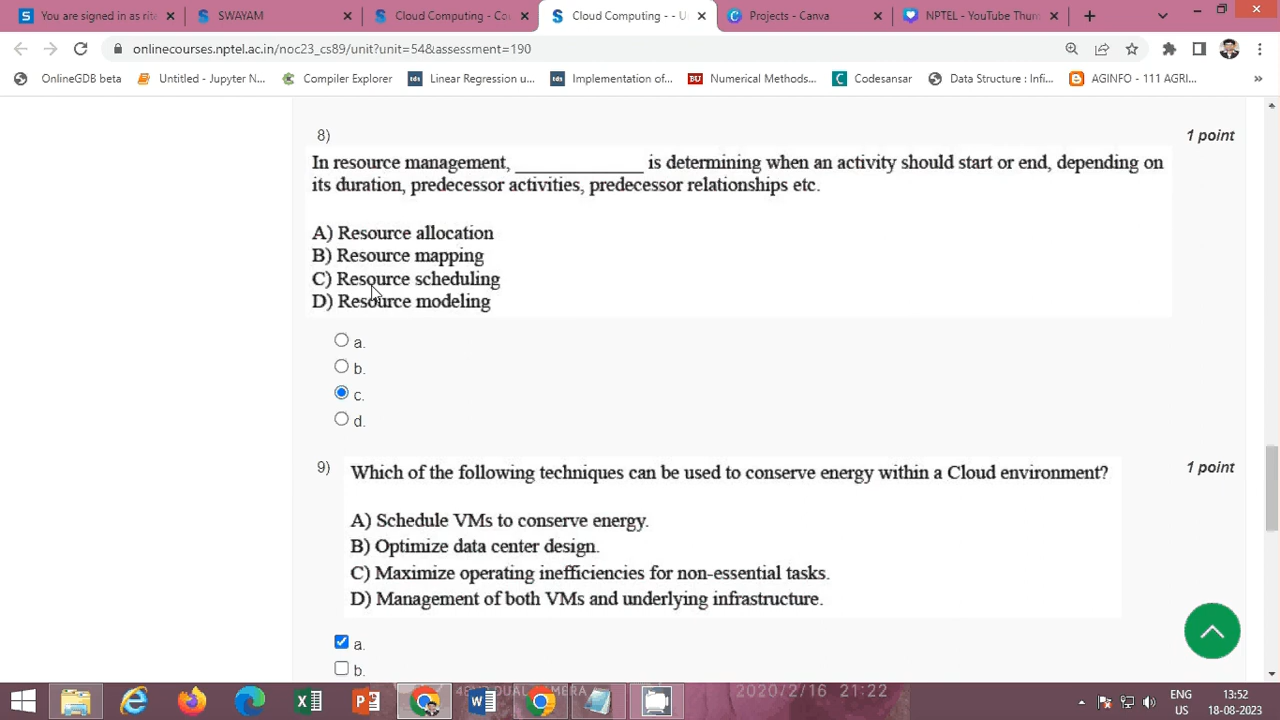 You are signed in as rite
SWAYAM
Cloud Computing - Cou
Cloud Computing - - U
Projects - Canva
NPTEL - YouTube Thum
onlinecourses.nptel.ac.in/noc23_cs89/unit?unit=54&assessment=190
OnlineGDB beta
Untitled - Jupyter N...
Compiler Explorer
Linear Regression u...
Implementation of...
Numerical Methods...
Codesansar
Data Structure : Infi...
AGINFO - 111 AGRI...
8)
1 point
In resource management, ____________ is determining when an activity should start or end, depending on
its duration, predecessor activities, predecessor relationships etc.
A) Resource allocation
B) Resource mapping
C) Resource scheduling
D) Resource modeling
a.
b.
c.
d.
9)
Which of the following techniques can be used to conserve energy within a Cloud environment?
1 point
A) Schedule VMs to conserve energy.
B) Optimize data center design.
C) Maximize operating inefficiencies for non-essential tasks.
D) Management of both VMs and underlying infrastructure.
a.
b.
DUAL CAMERA
2020/2/16 21:22
ENG
US
13:52
18-08-2023